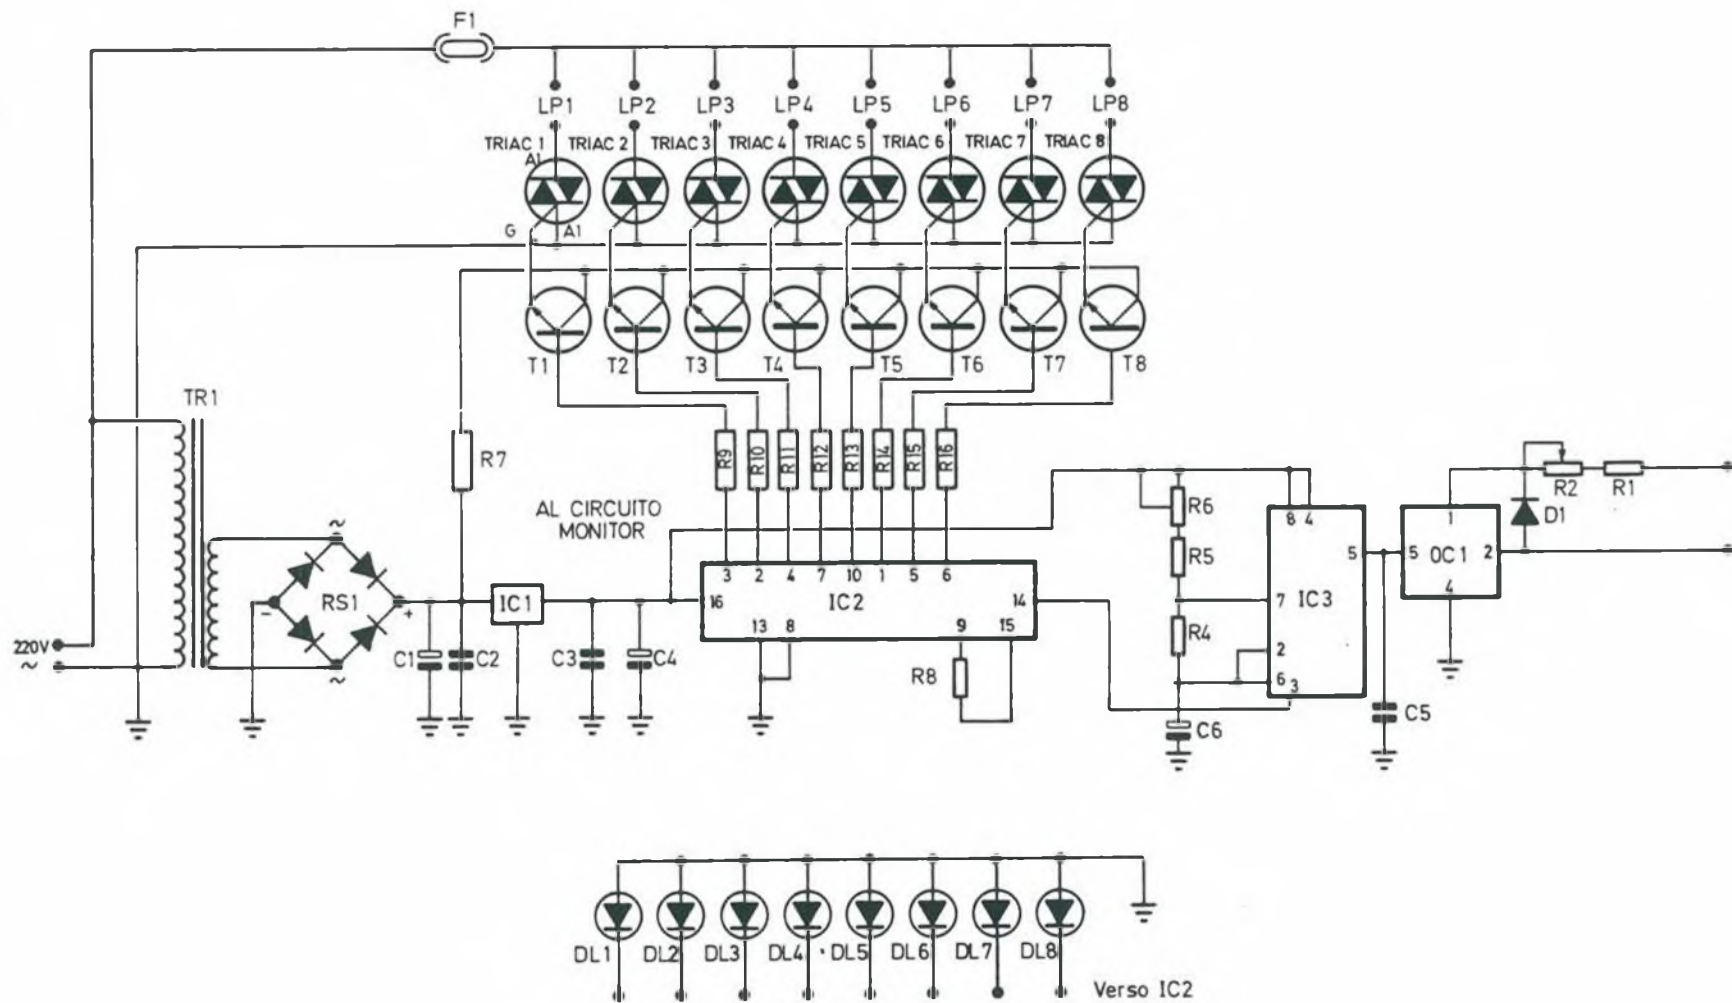 F1
LP1 LP2 LP3 LP4 LP5 LP6 LP7 LP8
TRIAC 1 TRIAC 2 TRIAC 3 TRIAC 4 TRIAC 5 TRIAC 6 TRIAC 7 TRIAC 8
A1
G A1
T1 T2 T3 T4 T5 T6 T7 T8
TR1
R7
R9 R10 R11 R12 R13 R14 R15 R16
R2 R1
D1
AL CIRCUITO
MONITOR
R6
8 4
1
R5
5 5 OC1 2
3 2 4 7 10 1 5 6
RS1
- +
~
~
IC1
16 IC2 14
7 IC3
4
13 8 9 15
R4
2
220V
~
C1 C2 C3 C4
R8
6 3
C6
C5
DL1 DL2 DL3 DL4 DL5 DL6 DL7 DL8
Verso IC2